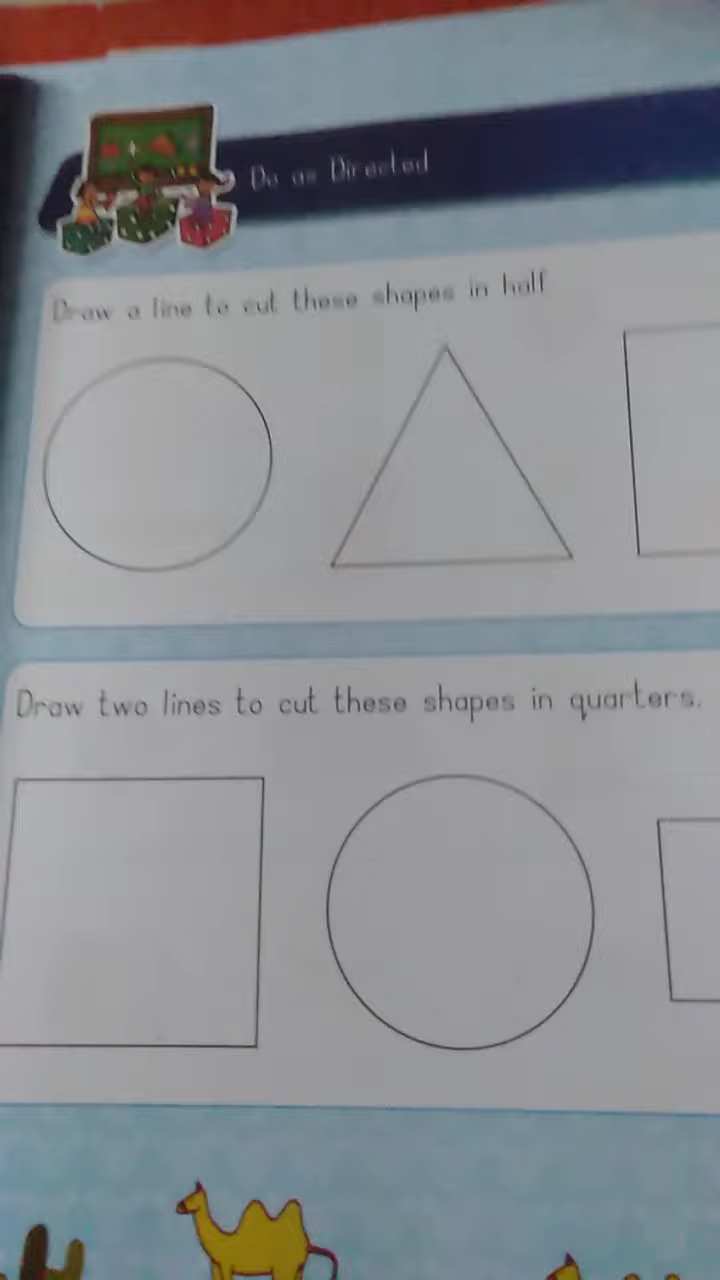 Do as Directed
Draw a line to cut these shapes in half
Draw two lines to cut these shapes in quarters.